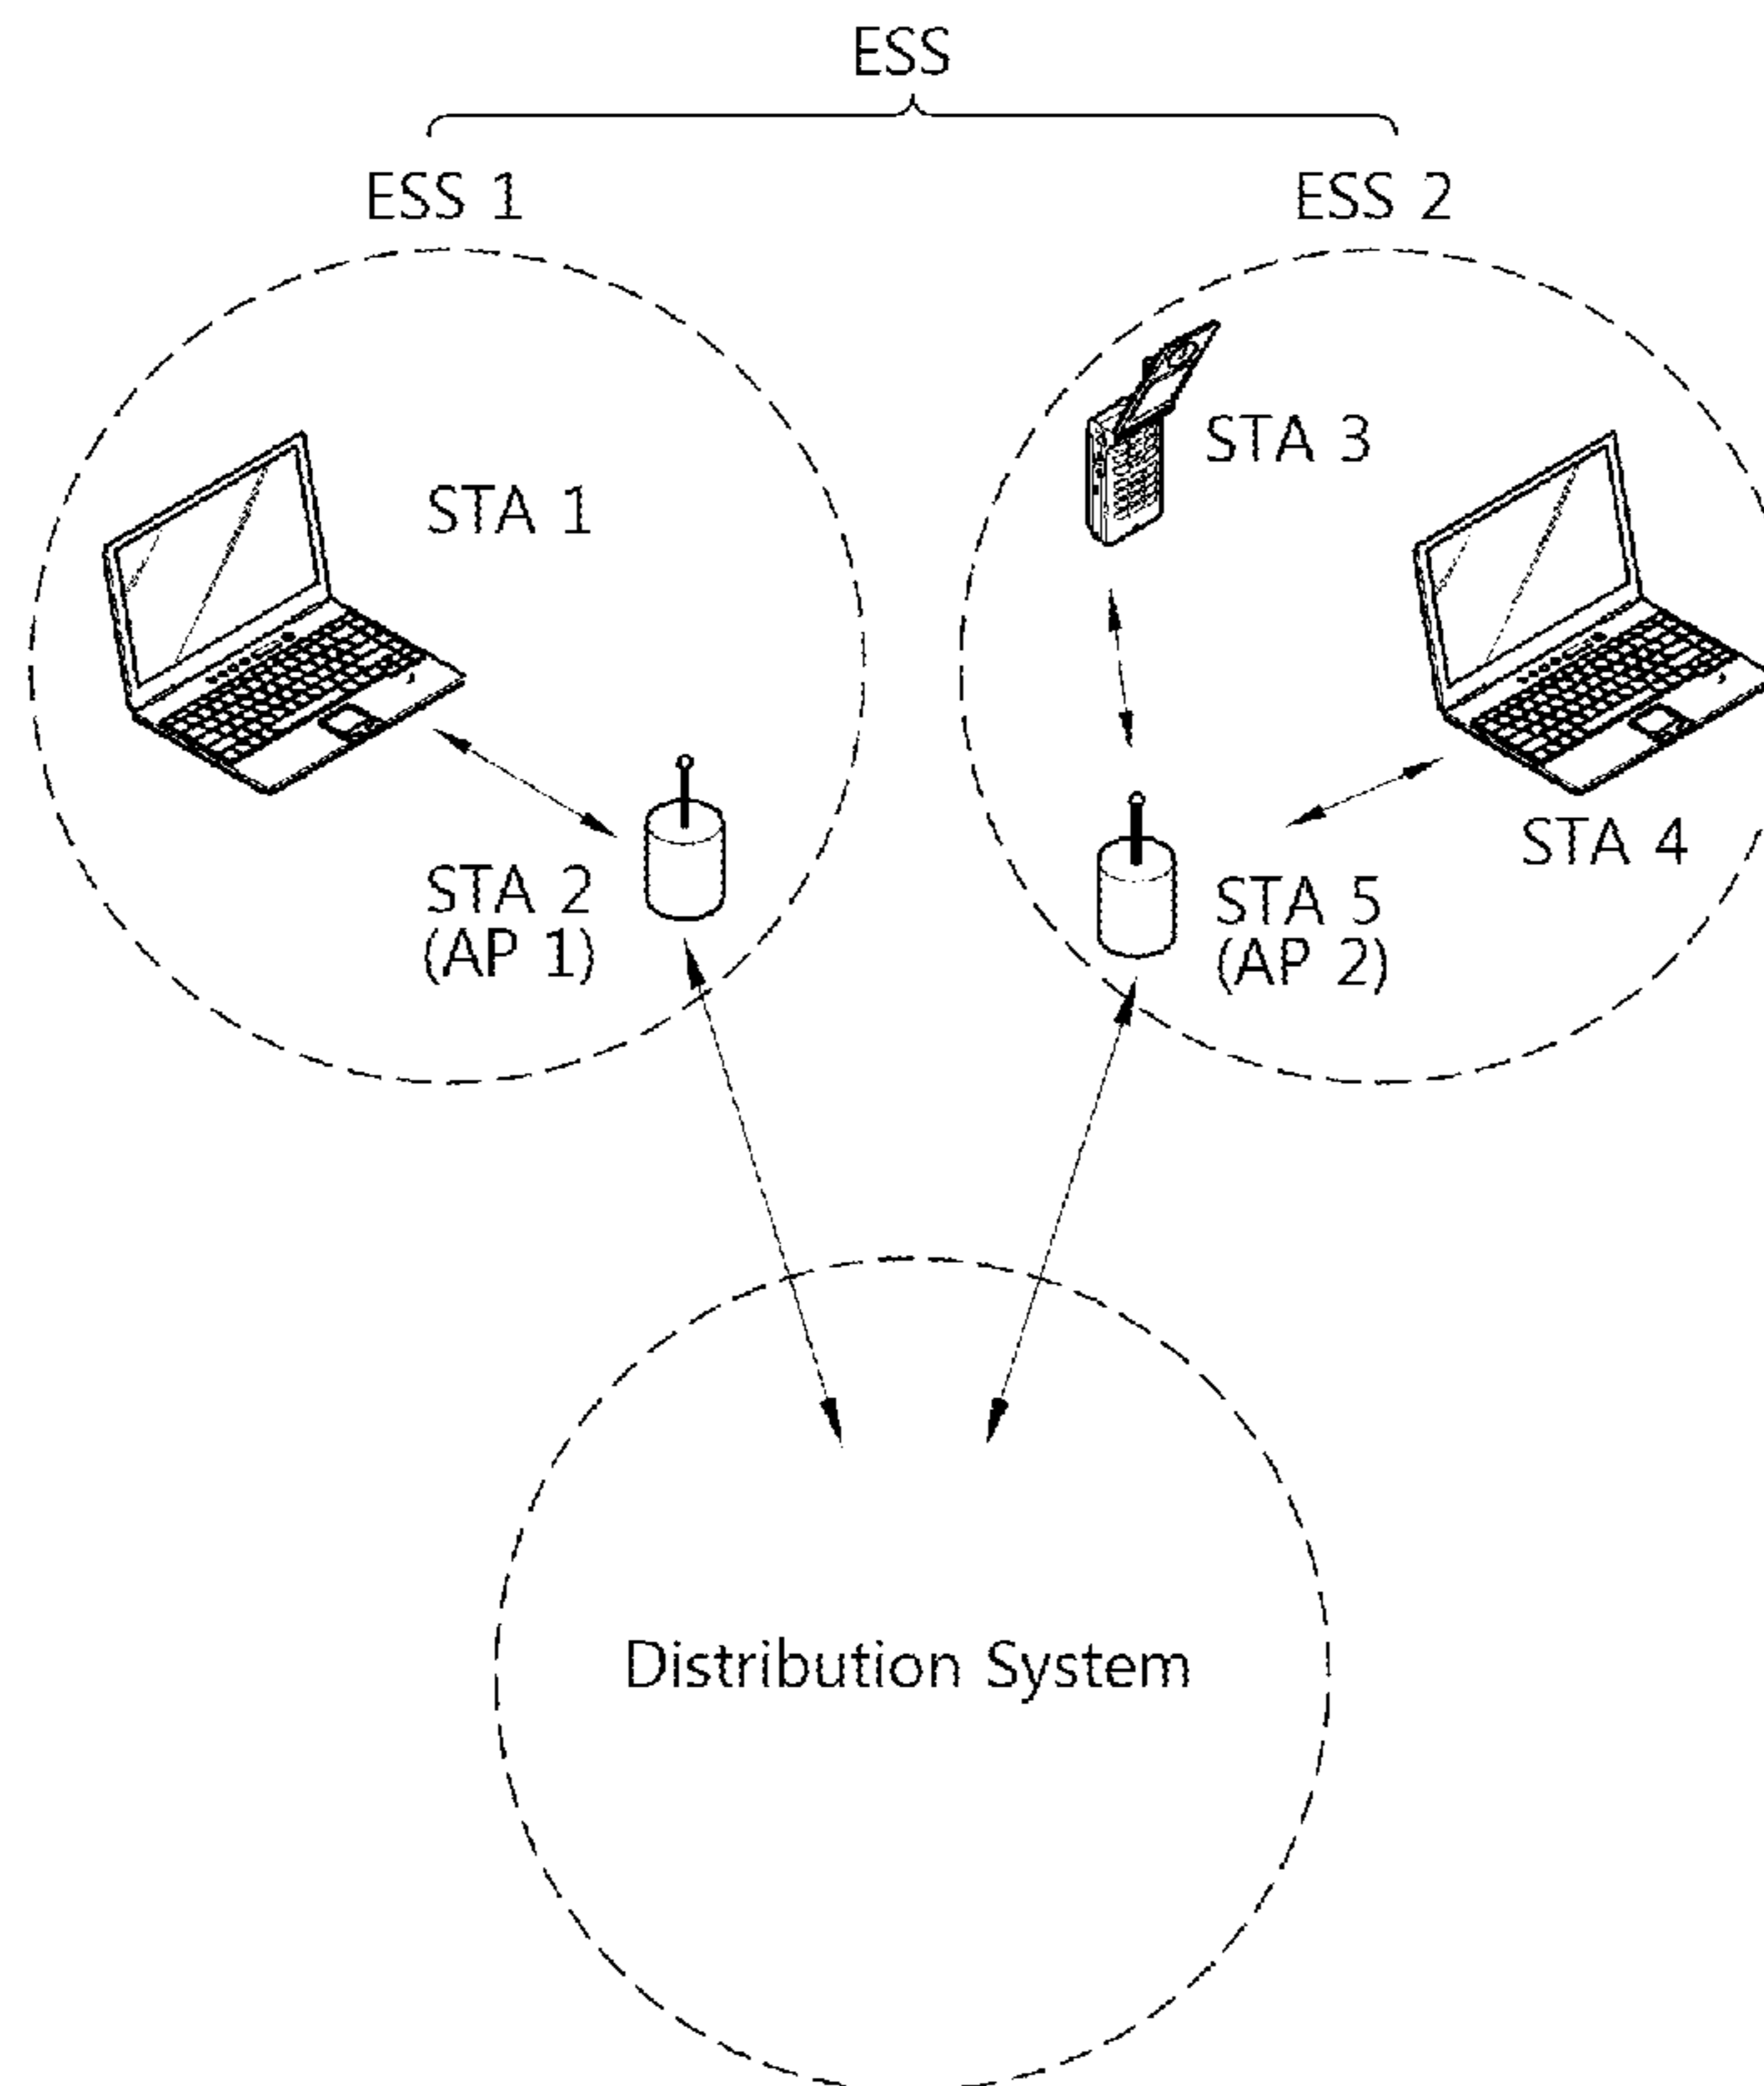 ESS
ESS 1
ESS 2
STA 1
STA 3
STA 2
(AP 1)
STA 5
(AP 2)
STA 4
Distribution System